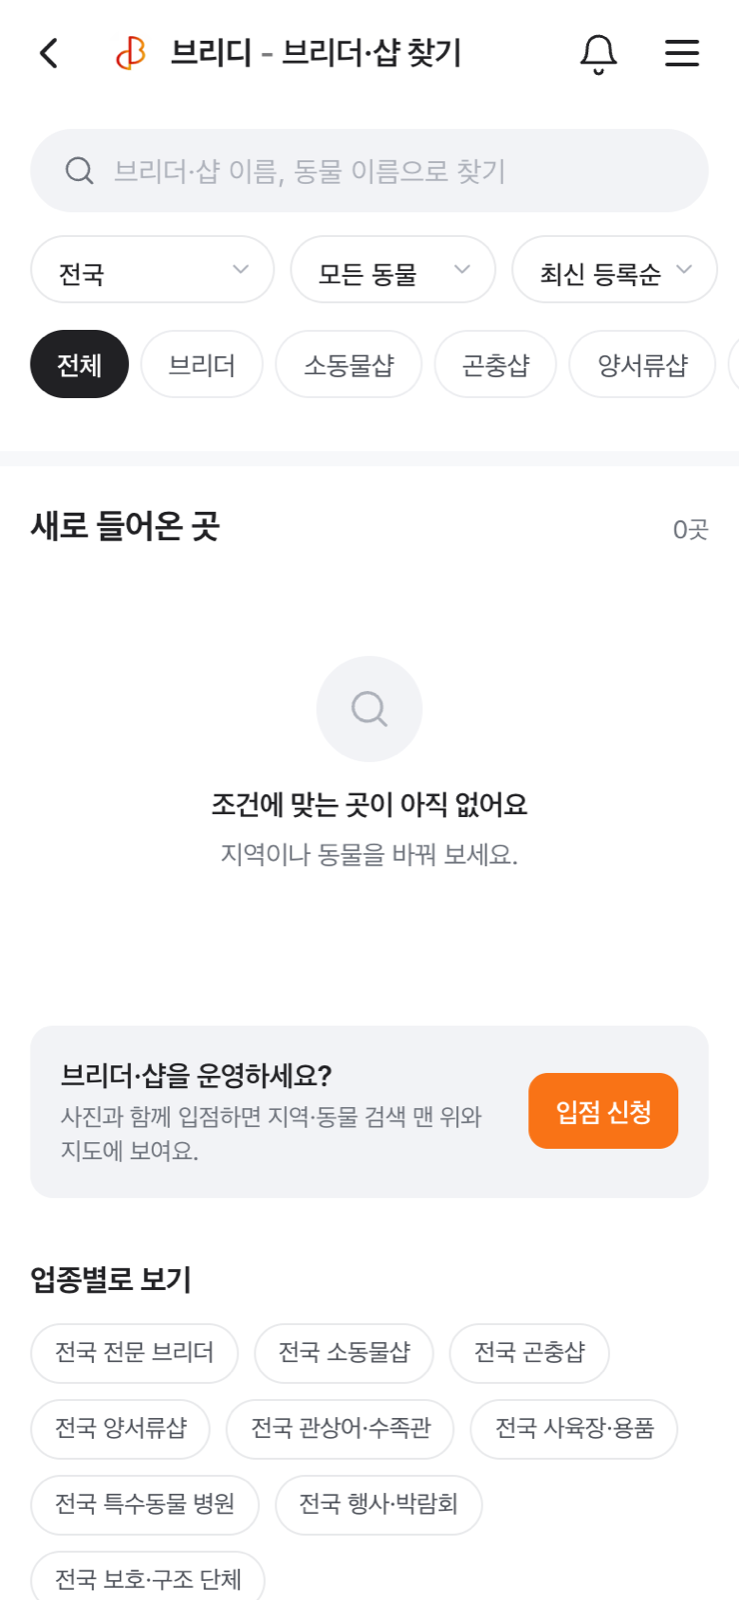 브리디 - 브리더·샵 찾기
브리더·샵 이름, 동물 이름으로 찾기
전국
모든 동물
최신 등록순
전체
브리더
소동물샵
곤충샵
양서류샵
새로 들어온 곳
0곳
조건에 맞는 곳이 아직 없어요
지역이나 동물을 바꿔 보세요.
브리더·샵을 운영하세요?
사진과 함께 입점하면 지역·동물 검색 맨 위와
지도에 보여요.
입점 신청
업종별로 보기
전국 전문 브리더
전국 소동물샵
전국 곤충샵
전국 양서류샵
전국 관상어·수족관
전국 사육장·용품
전국 특수동물 병원
전국 행사·박람회
전국 보호·구조 단체